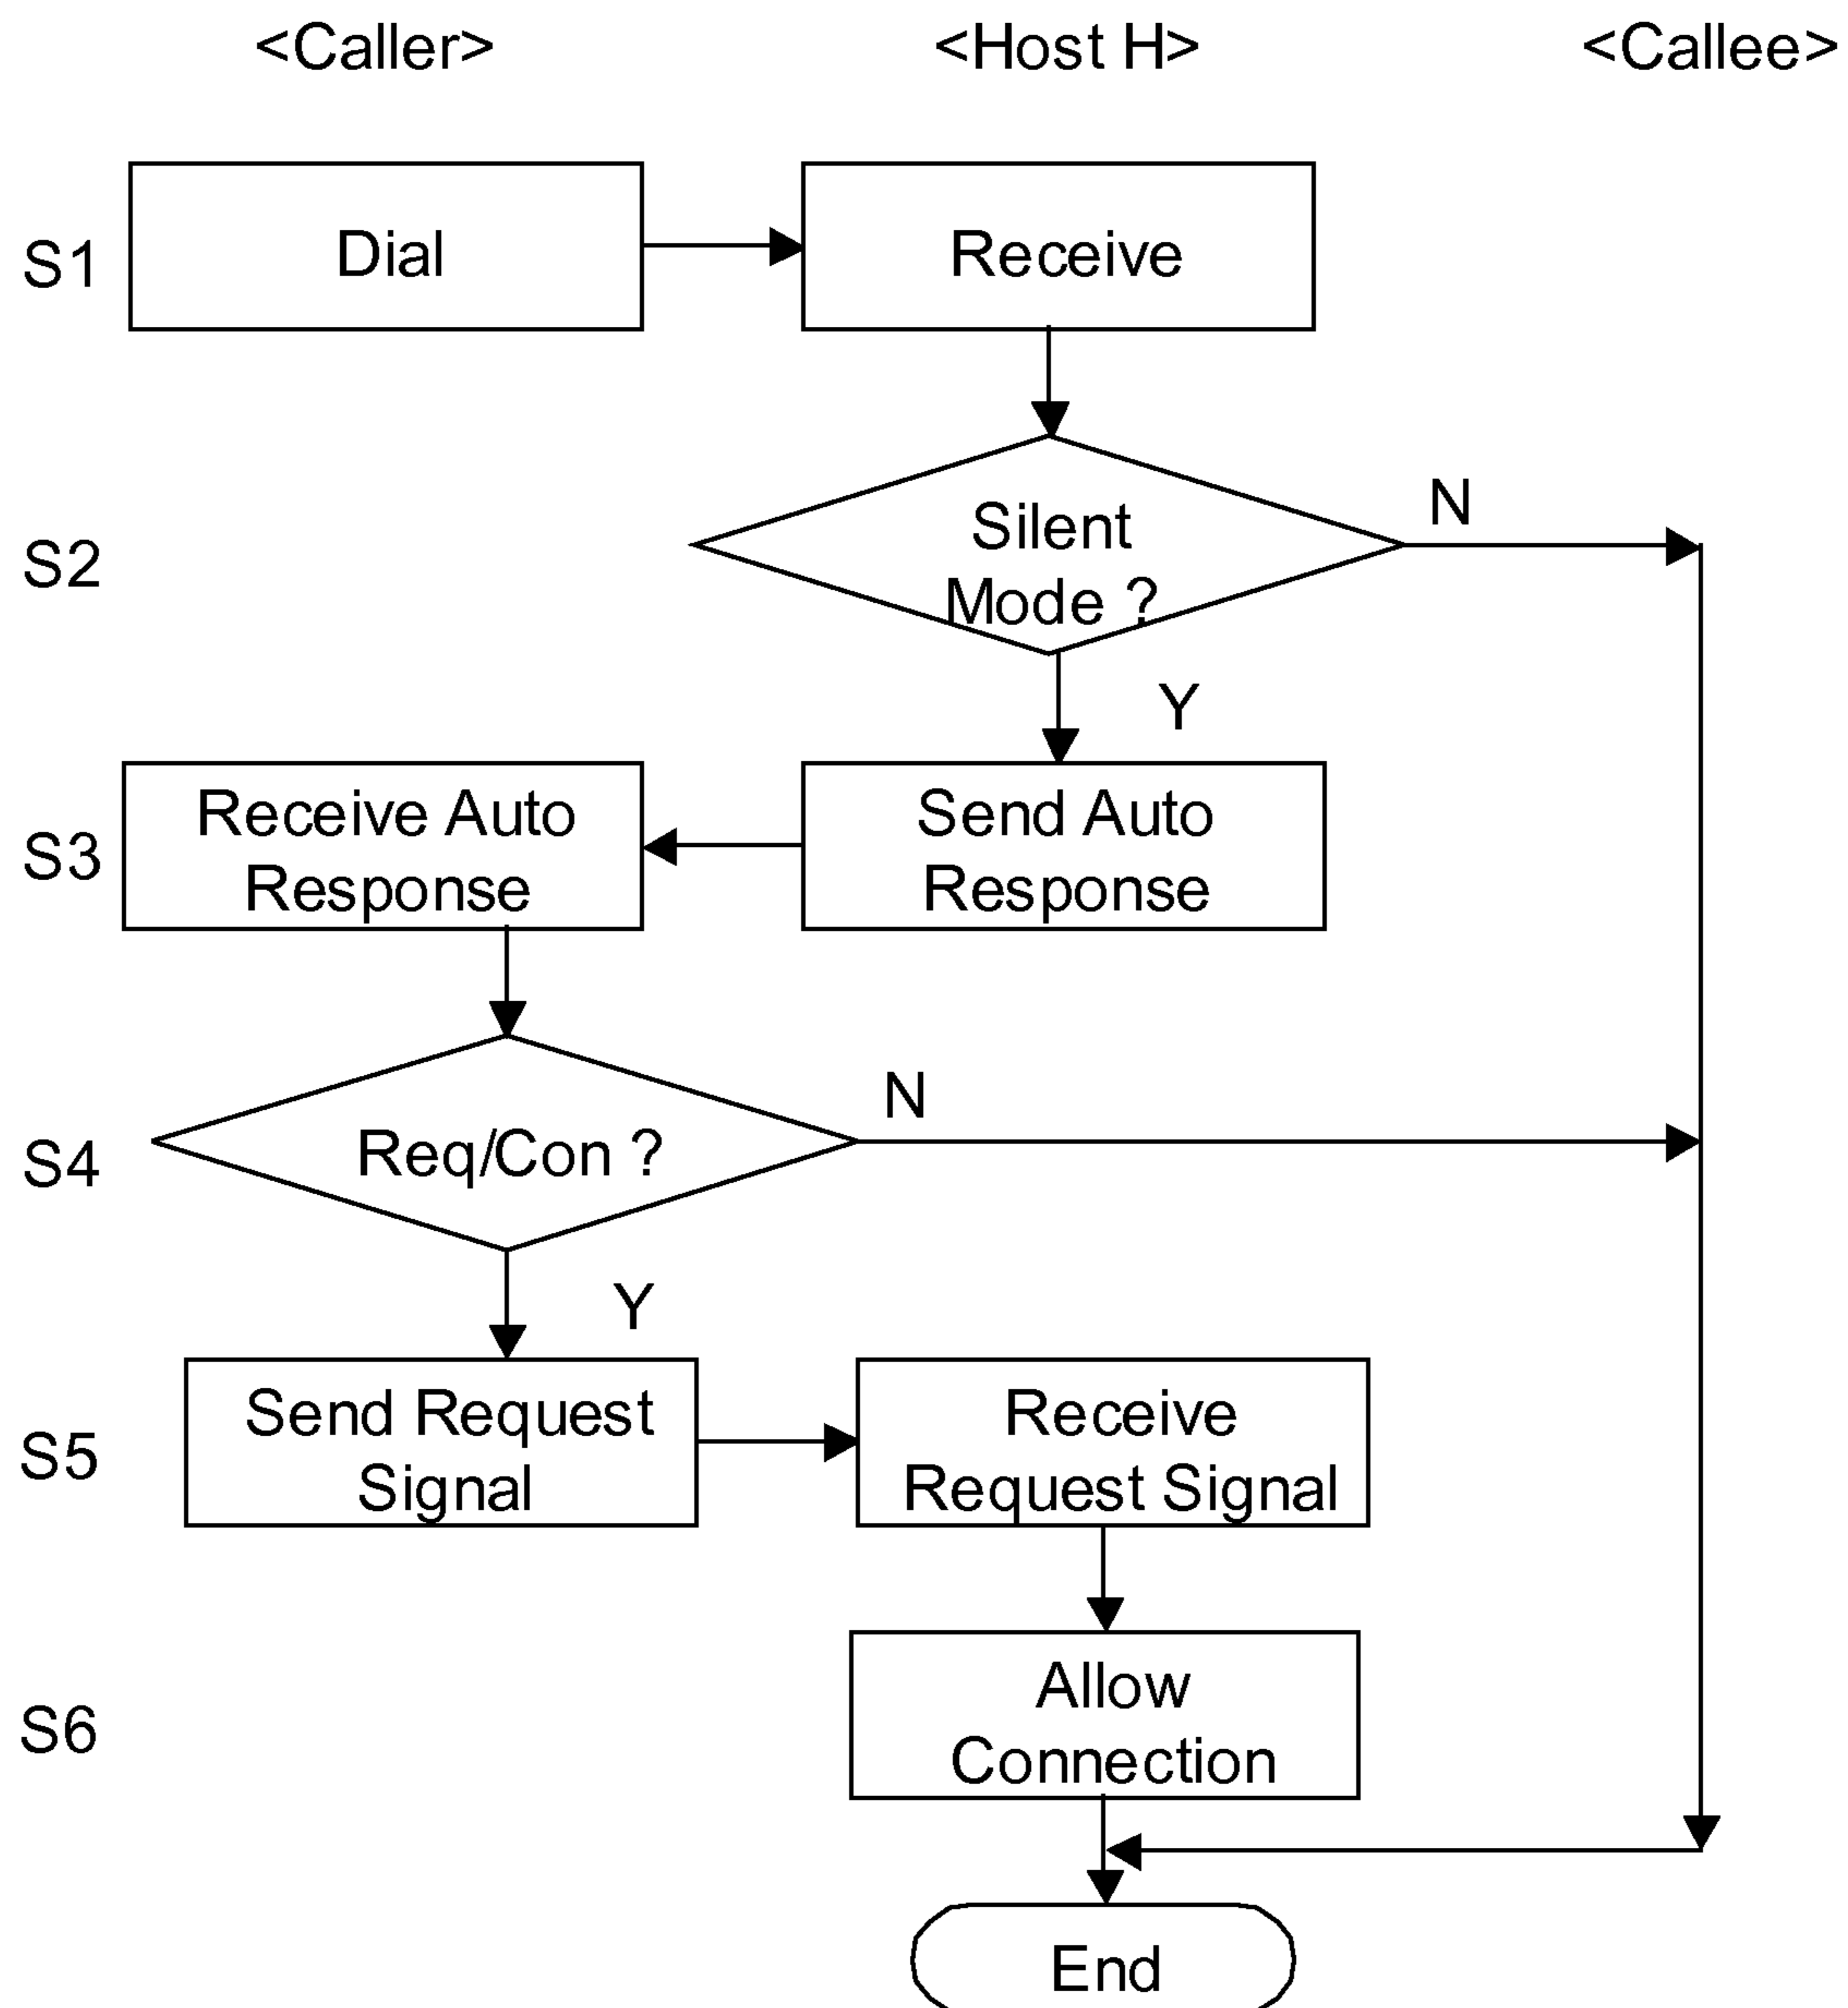 <Caller>
<Host H>
<Callee>
S1
Dial
Receive
S2
Silent
Mode ?
N
Y
S3
Receive Auto
Response
Send Auto
Response
S4
Req/Con ?
N
Y
S5
Send Request
Signal
Receive
Request Signal
S6
Allow
Connection
End